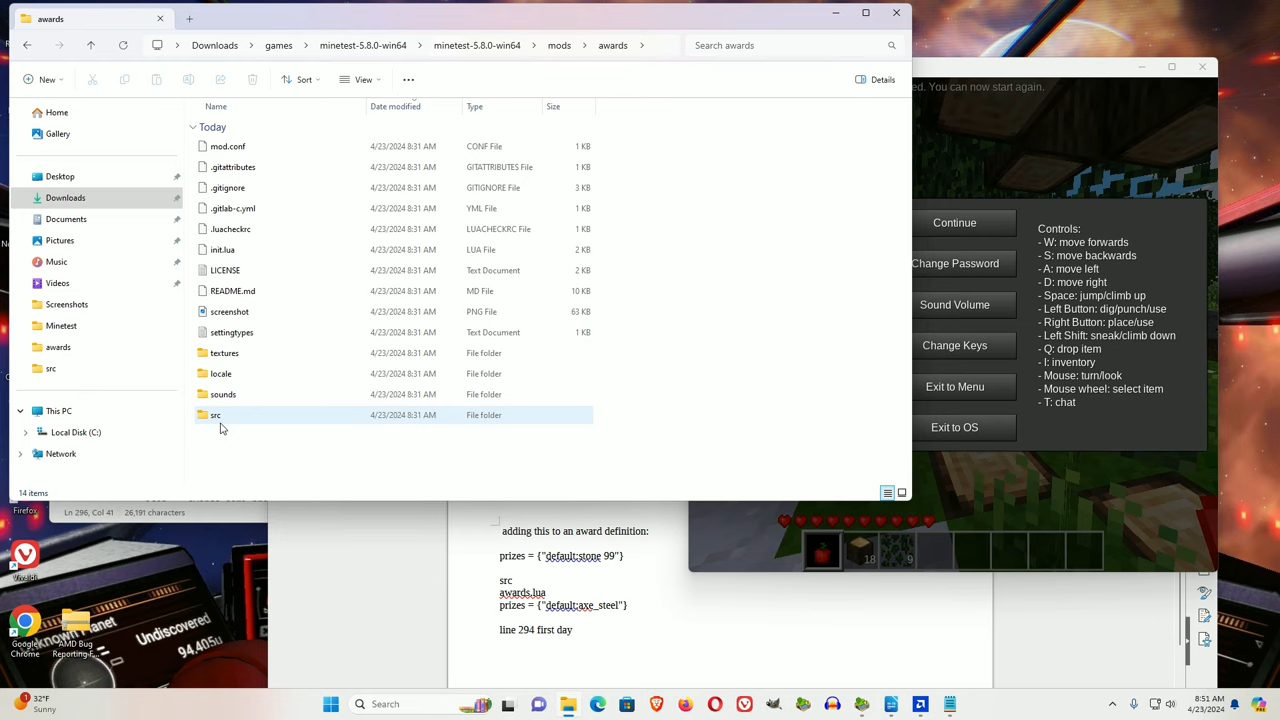 awards
Downloads
games
minetest-5.8.0-win64
minetest-5.8.0-win64
mods
awards
Search awards
New
Sort
View
Details
Name
Date modified
Type
Size
Home
Gallery
Desktop
Downloads
Documents
Pictures
Music
Videos
Screenshots
Minetest
awards
src
This PC
Local Disk (C:)
Network
Today
mod.conf 4/23/2024 8:31 AM CONF File 1 KB
.gitattributes 4/23/2024 8:31 AM GITATTRIBUTES File 1 KB
.gitignore 4/23/2024 8:31 AM GITIGNORE File 3 KB
.gitlab-c.yml 4/23/2024 8:31 AM YML File 1 KB
.luacheckrc 4/23/2024 8:31 AM LUACHECKRC File 1 KB
init.lua 4/23/2024 8:31 AM LUA File 2 KB
LICENSE 4/23/2024 8:31 AM Text Document 2 KB
README.md 4/23/2024 8:31 AM MD File 10 KB
screenshot 4/23/2024 8:31 AM PNG File 63 KB
settingtypes 4/23/2024 8:31 AM Text Document 1 KB
textures 4/23/2024 8:31 AM File folder
locale 4/23/2024 8:31 AM File folder
sounds 4/23/2024 8:31 AM File folder
src 4/23/2024 8:31 AM File folder
14 items
ed. You can now start again.
Continue
Change Password
Sound Volume
Change Keys
Exit to Menu
Exit to OS
Controls:
- W: move forwards
- S: move backwards
- A: move left
- D: move right
- Space: jump/climb up
- Left Button: dig/punch/use
- Right Button: place/use
- Left Shift: sneak/climb down
- Q: drop item
- I: inventory
- Mouse: turn/look
- Mouse wheel: select item
- T: chat
18
9
Firefox
Ln 296, Col 41
26,191 characters
adding this to an award definition:
prizes = {"default:stone 99"}
src
awards.lua
prizes = {"default:axe_steel"}
line 294 first day
Vivaldi
Google Chrome
AMD Bug Reporting F...
Undiscovered
94.405u
32°F
Sunny
Search
8:51 AM
4/23/2024